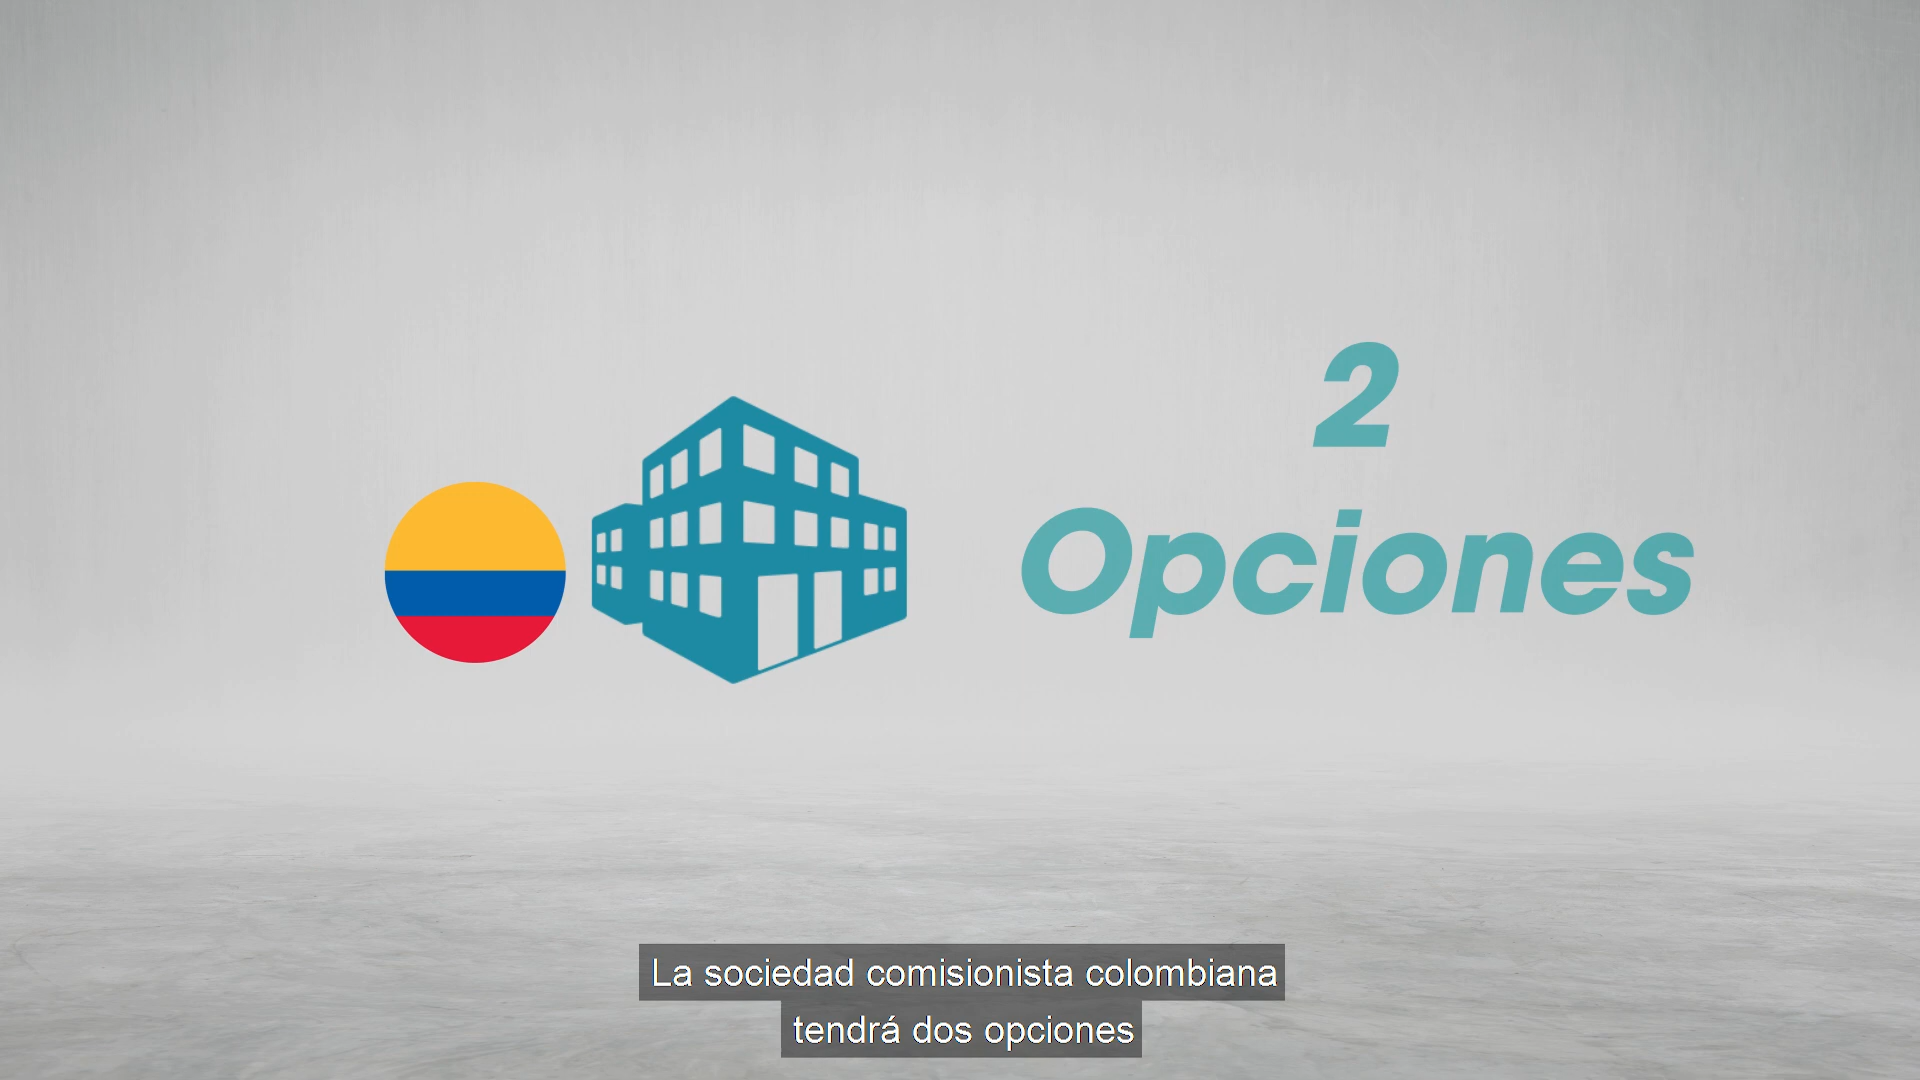 2
Opciones
La sociedad comisionista colombiana
tendrá dos opciones